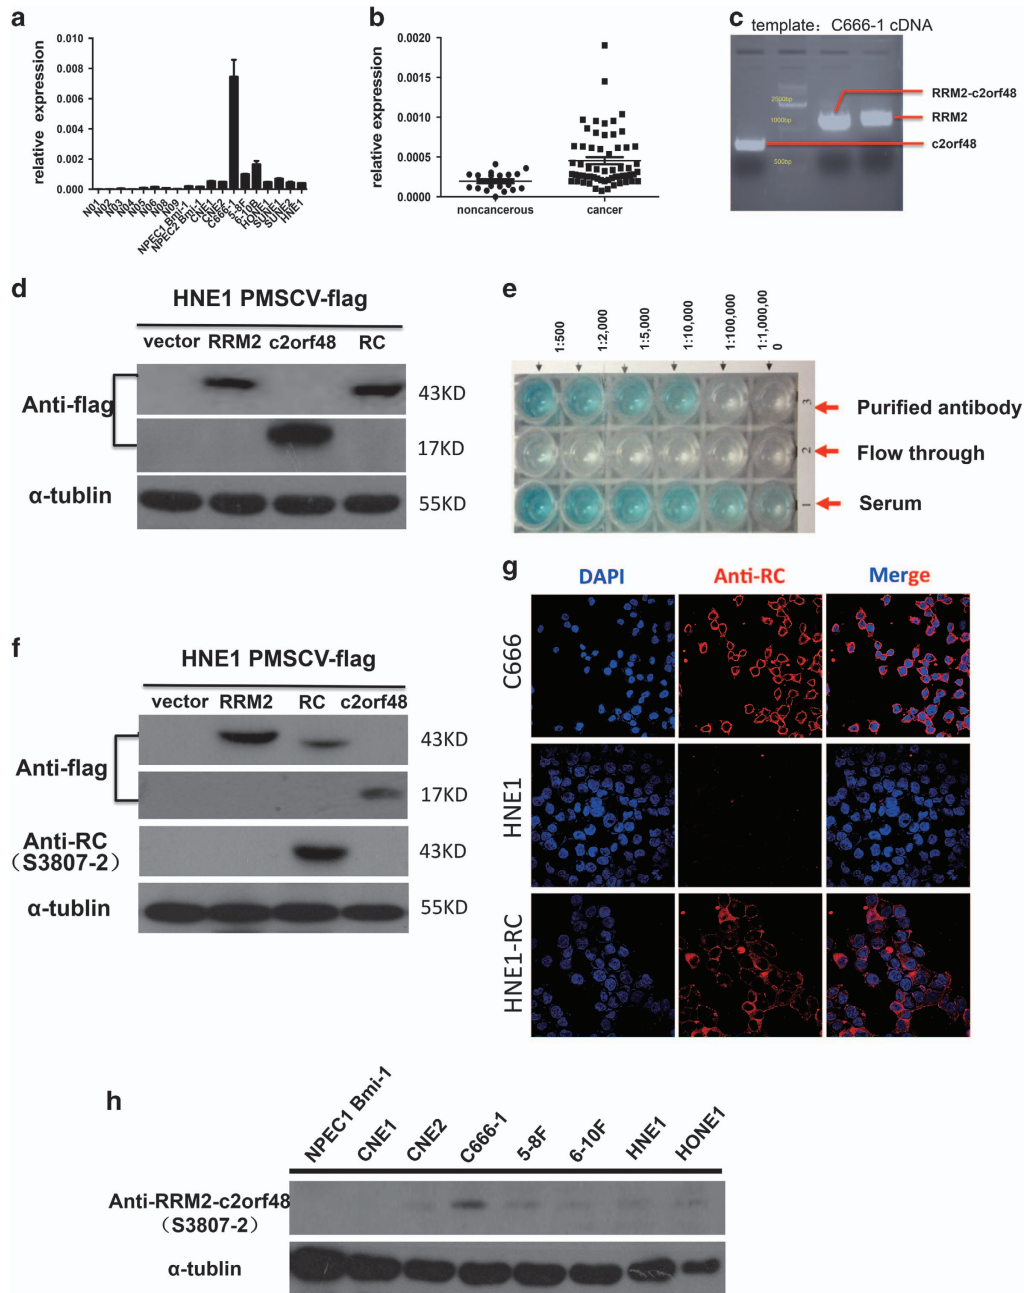 a
relative expression
0.010
0.008
0.006
0.004
0.002
0.000
N01
N02
N03
N04
N05
N06
N08
N09
NPEC1 Bmi-1
NPEC2 Bmi-1
CNE1
CNE2
C666-1
5-8F
6-10B
HONE1
SUNE1
SUNE2
HNE1
b
relative expression
0.0020
0.0015
0.0010
0.0005
0.0000
noncancerous
cancer
c
template：C666-1 cDNA
2500bp
1000bp
500bp
RRM2-c2orf48
RRM2
c2orf48
d
HNE1 PMSCV-flag
vector RRM2 c2orf48 RC
Anti-flag
43KD
17KD
α-tublin
55KD
e
1:500
1:2,000
1:5,000
1:10,000
1:100,000
1:1,000,00
0
3
2
1
Purified antibody
Flow through
Serum
f
HNE1 PMSCV-flag
vector RRM2 RC c2orf48
Anti-flag
43KD
17KD
Anti-RC
（S3807-2）
43KD
α-tublin
55KD
g
DAPI Anti-RC Merge
C666
HNE1
HNE1-RC
h
NPEC1 Bmi-1
CNE1
CNE2
C666-1
5-8F
6-10F
HNE1
HONE1
Anti-RRM2-c2orf48
（S3807-2）
α-tublin